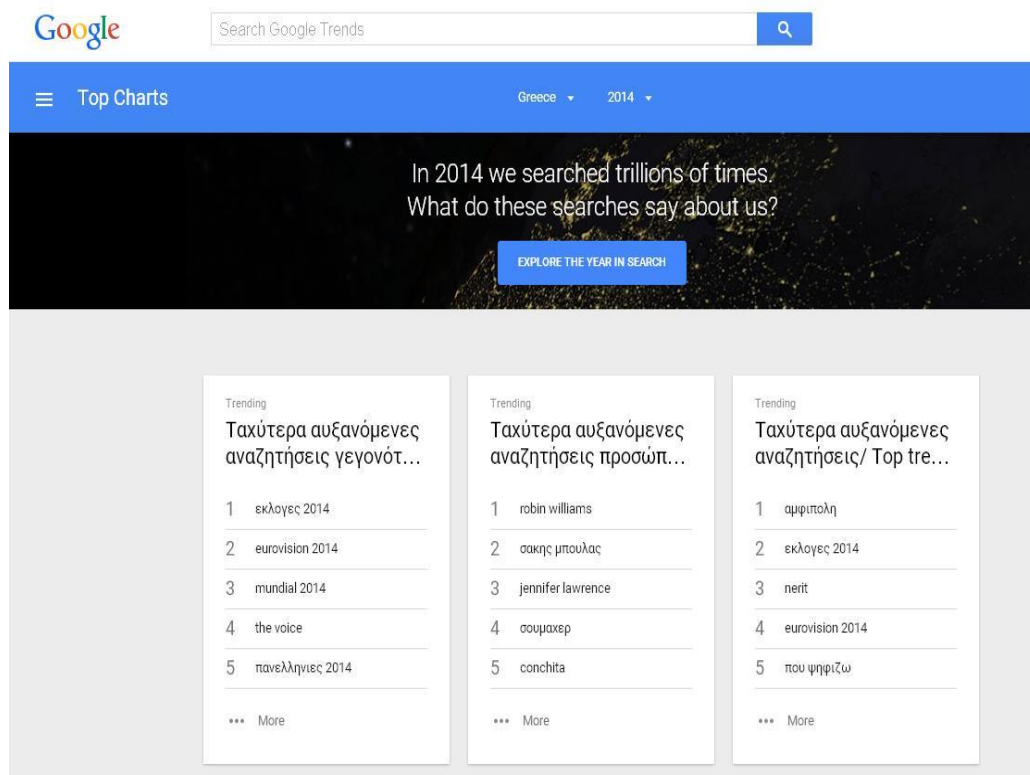 Google
Search Google Trends
Top Charts
Greece
2014
In 2014 we searched trillions of times.
What do these searches say about us?
EXPLORE THE YEAR IN SEARCH
Trending
Ταχύτερα αυξανόμενες
αναζητήσεις γεγονότ...
1 εκλογες 2014
2 eurovision 2014
3 mundial 2014
4 the voice
5 πανελληνιες 2014
More
Trending
Ταχύτερα αυξανόμενες
αναζητήσεις προσώπ...
1 robin williams
2 σακης μπουλας
3 jennifer lawrence
4 σουμαχερ
5 conchita
More
Trending
Ταχύτερα αυξανόμενες
αναζητήσεις/ Top tre...
1 αμφιπολη
2 εκλογες 2014
3 nerit
4 eurovision 2014
5 που ψηφιζω
More